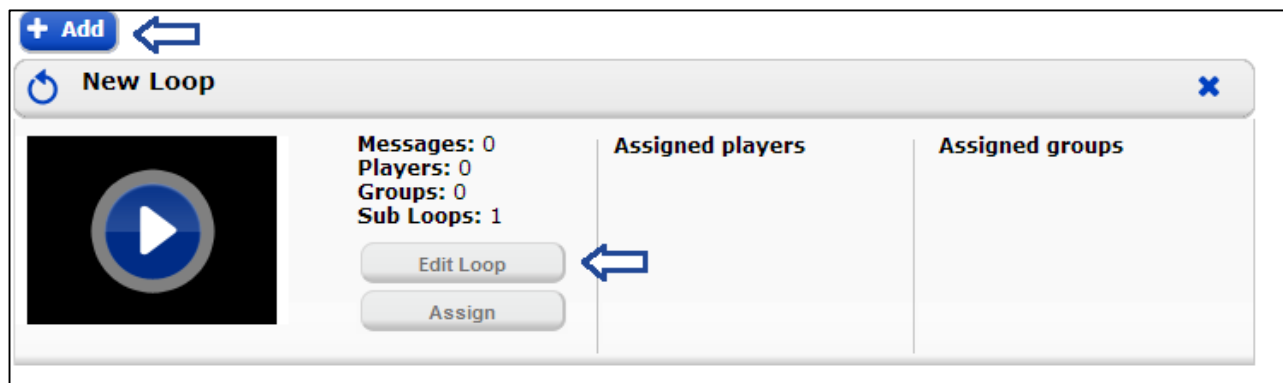 + Add
New Loop
Messages: 0
Players: 0
Groups: 0
Sub Loops: 1
Edit Loop
Assign
Assigned players
Assigned groups